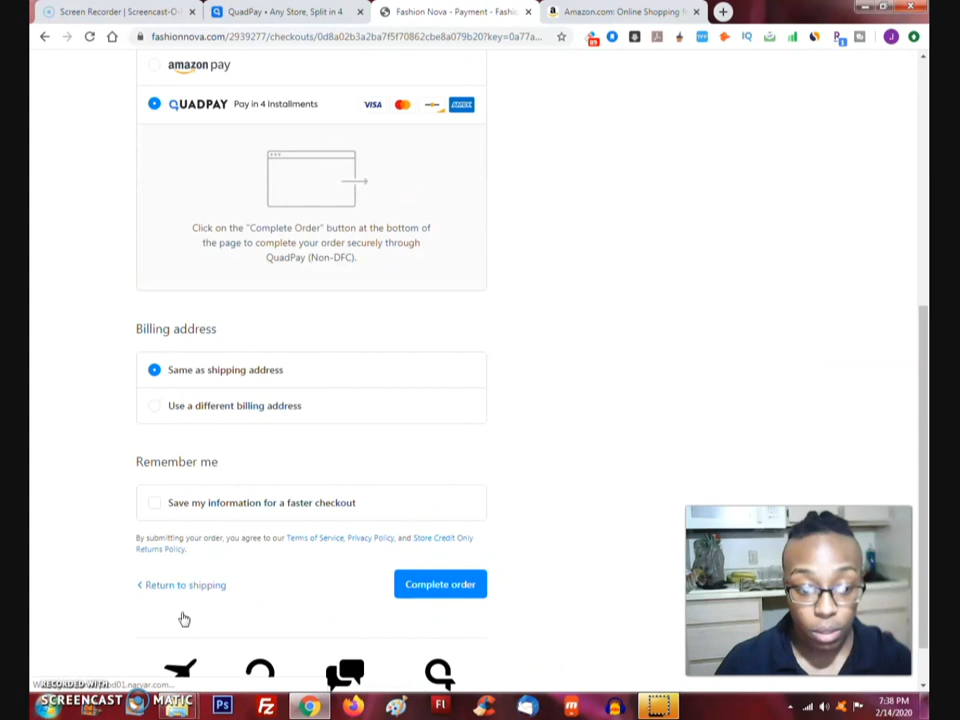 Screen Recorder | Screencast-O-
QuadPay • Any Store, Split in 4
Fashion Nova - Payment - Fashi
Amazon.com: Online Shopping f
fashionnova.com/2939277/checkouts/0d8a02b3a2ba7f5f70862cbe8a079b20?key=0a77a...
amazon pay
QUADPAY Pay in 4 Installments VISA AMEX
Click on the "Complete Order" button at the bottom of
the page to complete your order securely through
QuadPay (Non-DFC).
Billing address
Same as shipping address
Use a different billing address
Remember me
Save my information for a faster checkout
By submitting your order, you agree to our Terms of Service, Privacy Policy, and Store Credit Only
Returns Policy.
Return to shipping
Complete order
RECORDED WITH
SCREENCAST MATIC
Ps
Fz
Fl
7:38 PM
2/14/2020